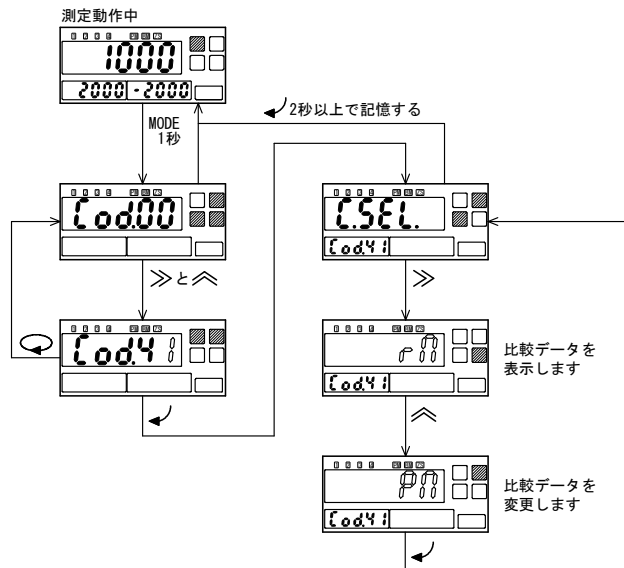 測定動作中
1000
2000 -2000
MODE
1秒
2秒以上で記憶する
Cod.00
C.SEL.
Cod.41
≫と︽
≫
Cod.41
rM
Cod.41
比較データを
表示します
︽
PM
Cod.41
比較データを
変更します